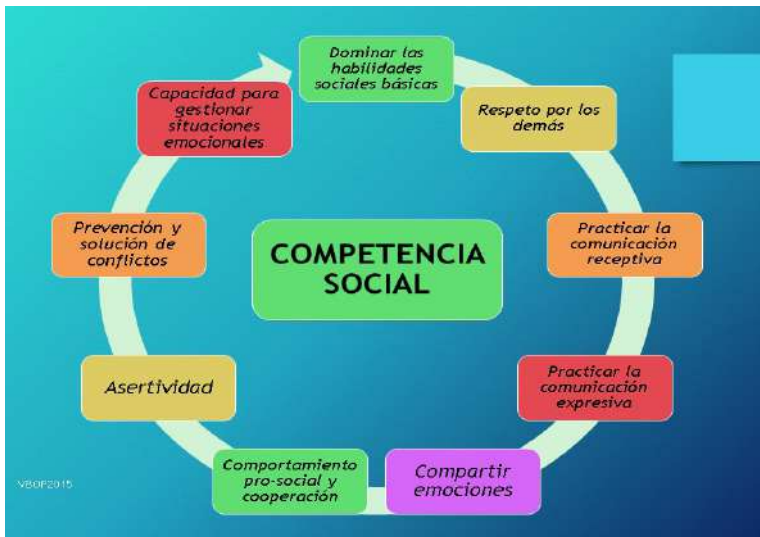 Dominar las
habilidades
sociales básicas
Respeto por los
demás
Practicar la
comunicación
receptiva
Practicar la
comunicación
expresiva
Compartir
emociones
Comportamiento
pro-social y
cooperación
Asertividad
Prevención y
solución de
conflictos
Capacidad para
gestionar
situaciones
emocionales
COMPETENCIA
SOCIAL
VBOP2015